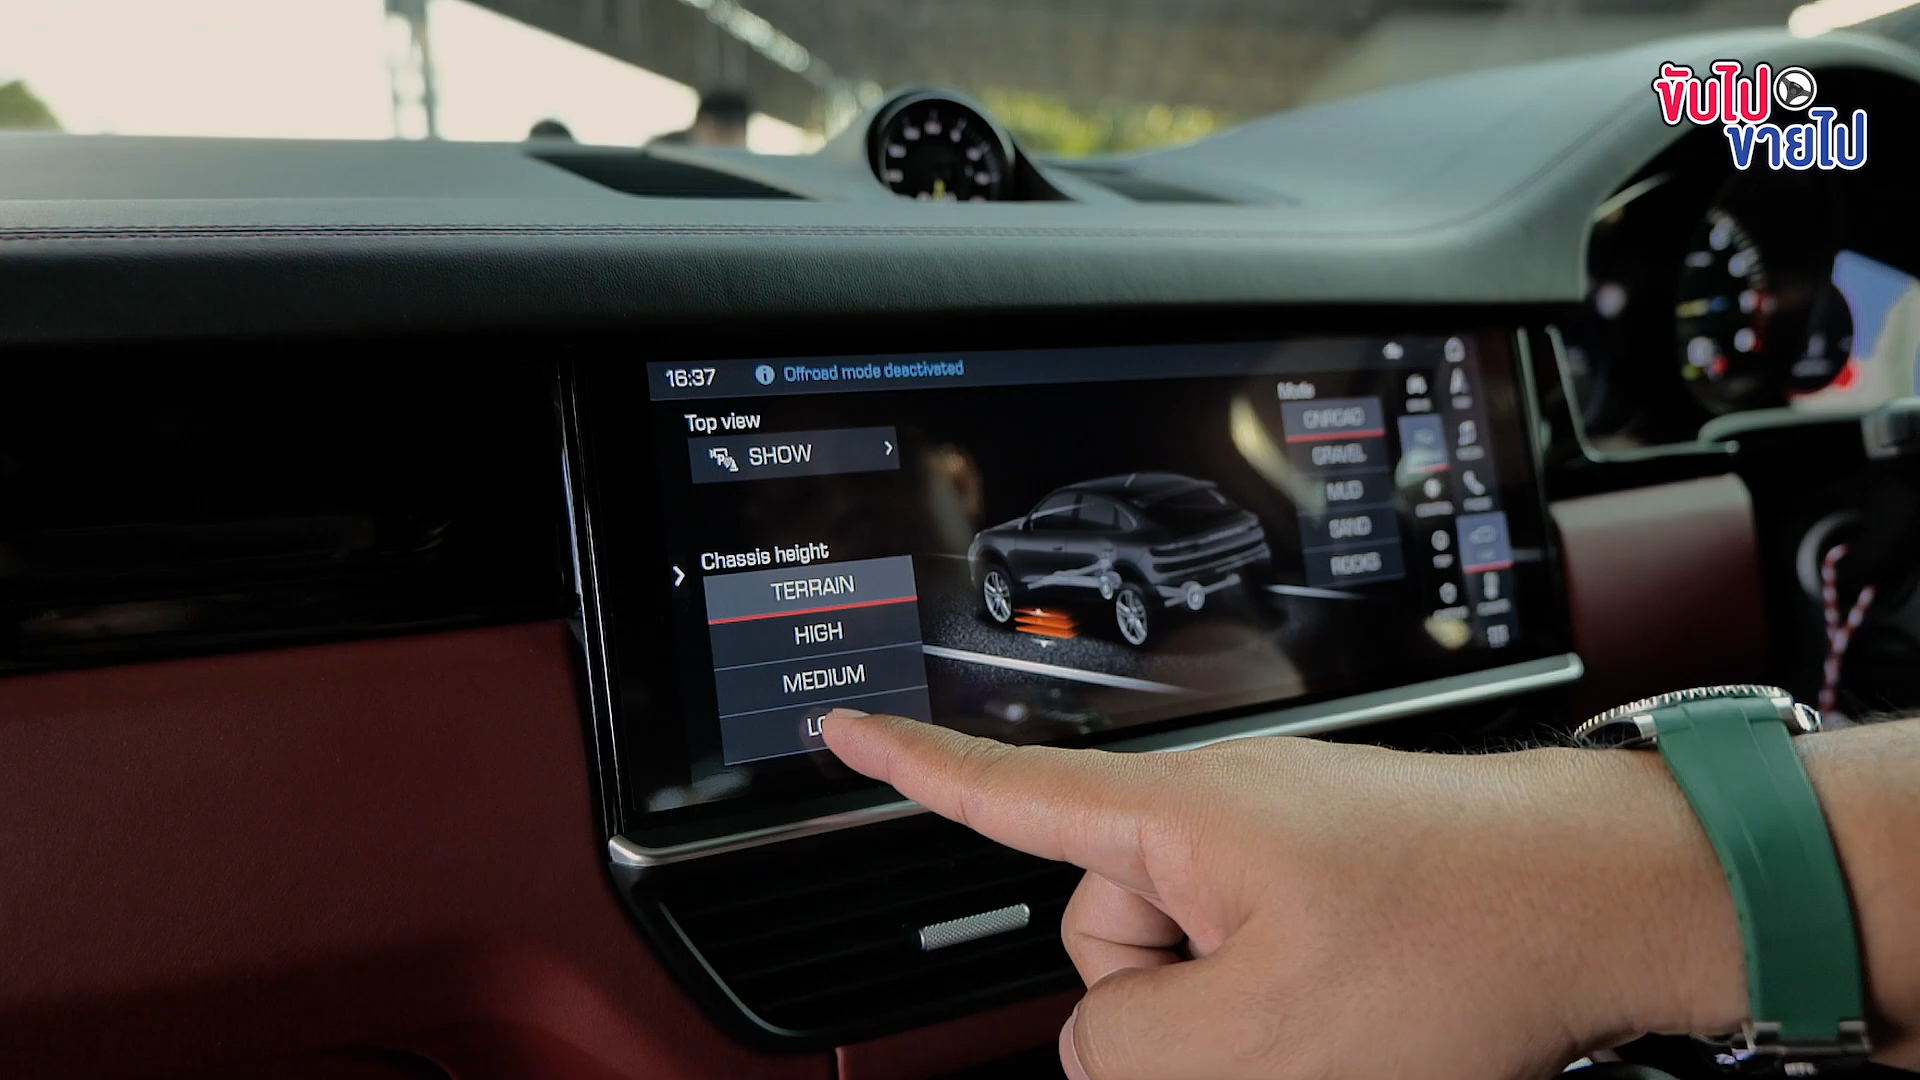 ขับไป
ขายไป
16:37
Offroad mode deactivated
Top view
SHOW
Chassis height
TERRAIN
HIGH
MEDIUM
LO
Mode
ONROAD
GRAVEL
MUD
SAND
ROCKS